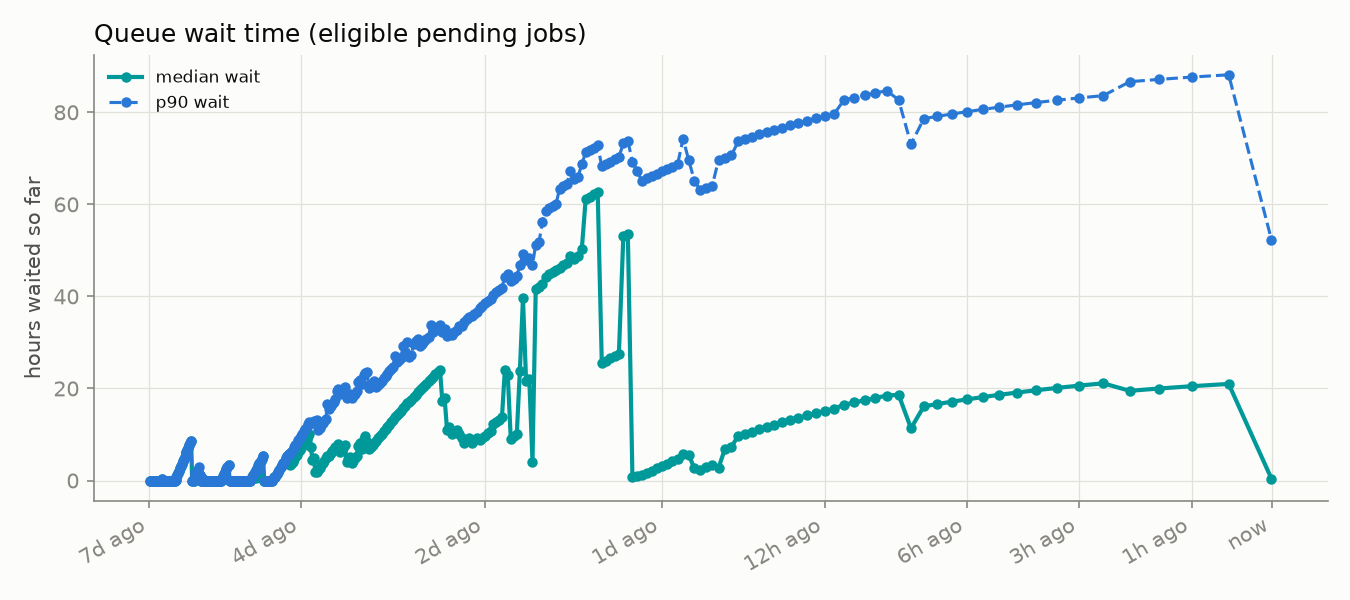 Queue wait time (eligible pending jobs)
median wait
p90 wait
hours waited so far
80
60
40
20
0
7d ago
4d ago
2d ago
1d ago
12h ago
6h ago
3h ago
1h ago
now